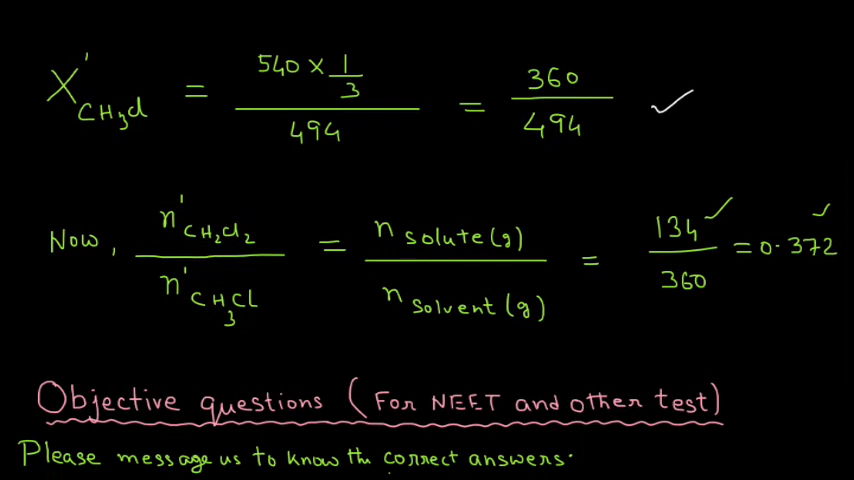 X'CH3Cl = 540 × 1/3 / 494 = 360/494 ✓
Now, n'CH2Cl2 / n'CH3Cl = n solute(g) / n solvent(g) = 134/360 = 0.372
Objective questions (For NEET and other test)
Please message us to know the correct answers.